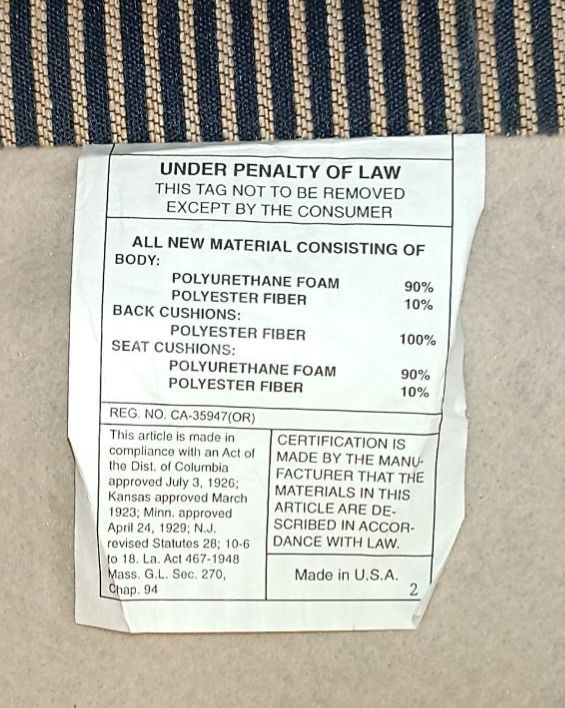 UNDER PENALTY OF LAW
THIS TAG NOT TO BE REMOVED
EXCEPT BY THE CONSUMER
ALL NEW MATERIAL CONSISTING OF
BODY:
POLYURETHANE FOAM 90%
POLYESTER FIBER 10%
BACK CUSHIONS:
POLYESTER FIBER 100%
SEAT CUSHIONS:
POLYURETHANE FOAM 90%
POLYESTER FIBER 10%
REG. NO. CA-35947(OR)
This article is made in
compliance with an Act of
the Dist. of Columbia
approved July 3, 1926;
Kansas approved March
1923; Minn. approved
April 24, 1929; N.J.
revised Statutes 28; 10-6
to 18. La. Act 467-1948
Mass. G.L. Sec. 270,
Chap. 94
CERTIFICATION IS
MADE BY THE MANU-
FACTURER THAT THE
MATERIALS IN THIS
ARTICLE ARE DE-
SCRIBED IN ACCOR-
DANCE WITH LAW.
Made in U.S.A.
2